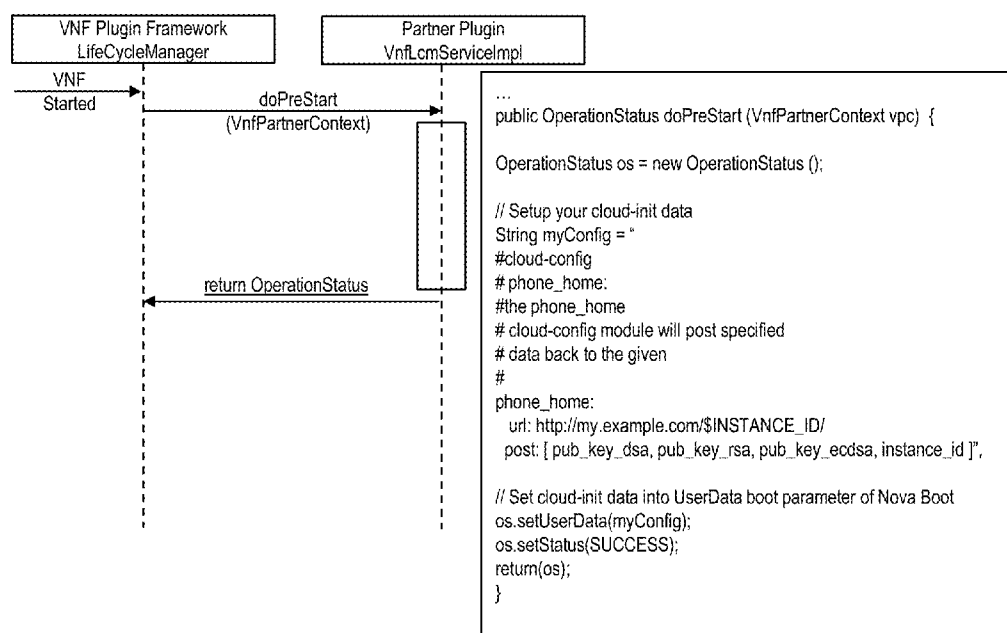 VNF Plugin Framework
LifeCycleManager
Partner Plugin
VnfLcmServiceImpl
VNF
Started
doPreStart
(VnfPartnerContext)
return OperationStatus
...
public OperationStatus doPreStart (VnfPartnerContext vpc) {
OperationStatus os = new OperationStatus ();
// Setup your cloud-init data
String myConfig = “
#cloud-config
# phone_home:
#the phone_home
# cloud-config module will post specified
# data back to the given
#
phone_home:
url: http://my.example.com/$INSTANCE_ID/
post: [ pub_key_dsa, pub_key_rsa, pub_key_ecdsa, instance_id ]”,
// Set cloud-init data into UserData boot parameter of Nova Boot
os.setUserData(myConfig);
os.setStatus(SUCCESS);
return(os);
}